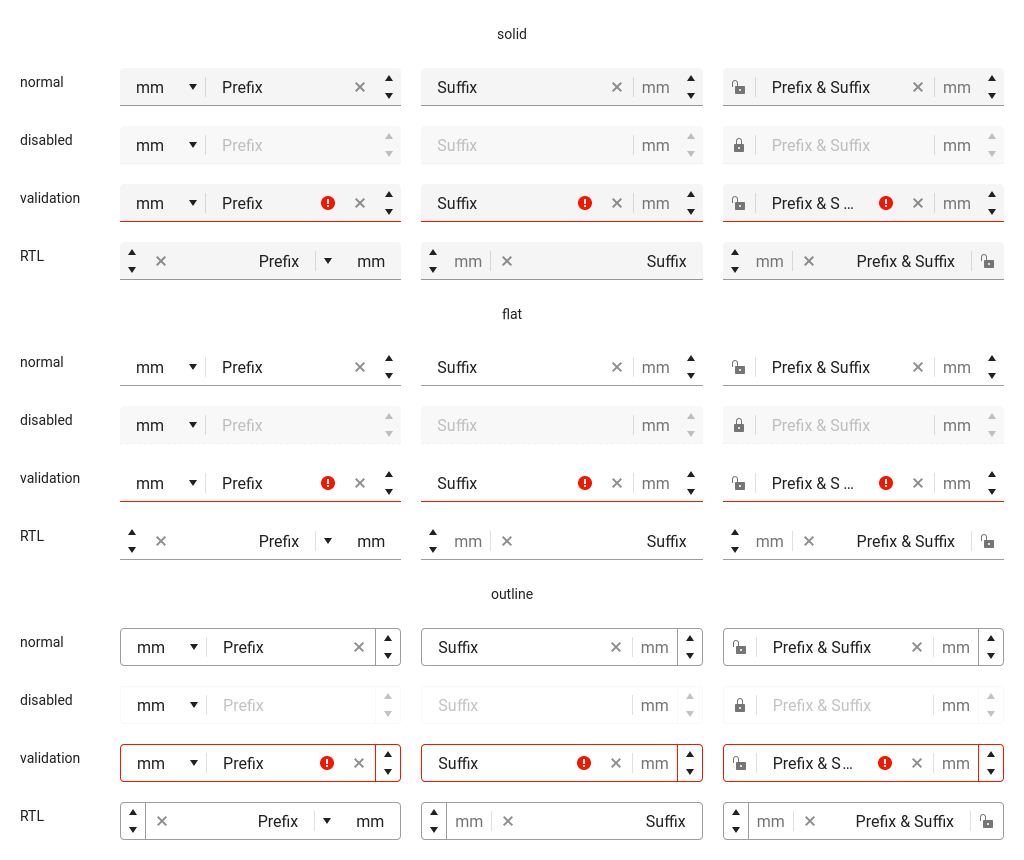 solid
normal mm Prefix Suffix mm Prefix & Suffix mm
disabled mm Prefix Suffix mm Prefix & Suffix mm
validation mm Prefix Suffix mm Prefix & S ... mm
RTL Prefix mm mm Suffix mm Prefix & Suffix
flat
normal mm Prefix Suffix mm Prefix & Suffix mm
disabled mm Prefix Suffix mm Prefix & Suffix mm
validation mm Prefix Suffix mm Prefix & S ... mm
RTL Prefix mm mm Suffix mm Prefix & Suffix
outline
normal mm Prefix Suffix mm Prefix & Suffix mm
disabled mm Prefix Suffix mm Prefix & Suffix mm
validation mm Prefix Suffix mm Prefix & S... mm
RTL Prefix mm mm Suffix mm Prefix & Suffix